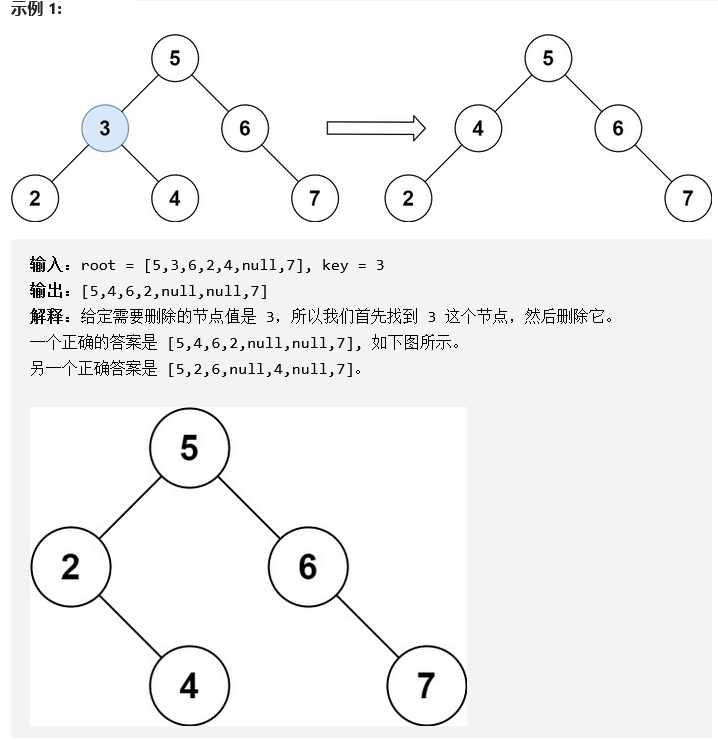 示例 1:
5
5
3
6
4
6
2
4
7
2
7
输入：root = [5,3,6,2,4,null,7], key = 3
输出：[5,4,6,2,null,null,7]
解释：给定需要删除的节点值是 3，所以我们首先找到 3 这个节点，然后删除它。
一个正确的答案是 [5,4,6,2,null,null,7], 如下图所示。
另一个正确答案是 [5,2,6,null,4,null,7]。
5
2
6
4
7